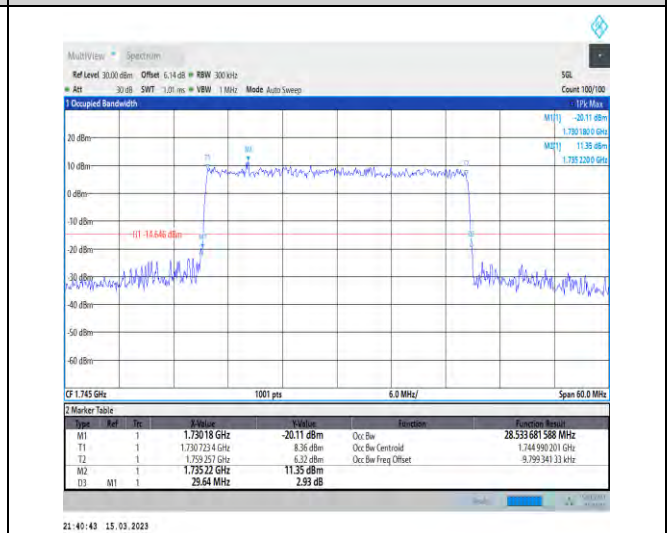 MultiView Spectrum
Ref Level 30.00 dBm Offset 6.14 dB RBW 300 kHz SGL
Att 30 dB SWT 1.01 ms VBW 1 MHz Mode Auto Sweep Count 100/100
1 Occupied Bandwidth 1Pk Max
M1[1] -20.11 dBm
1.730 180 0 GHz
M2[1] 11.35 dBm
1.735 220 0 GHz
20 dBm
M2
T1
T2
10 dBm
0 dBm
-10 dBm
H1 -14.646 dBm
M1
-20 dBm
-30 dBm
-40 dBm
-50 dBm
-60 dBm
CF 1.745 GHz 1001 pts 6.0 MHz/ Span 60.0 MHz
2 Marker Table
Type Ref Trc X-Value Y-Value Function Function Result
M1 1 1.730 18 GHz -20.11 dBm Occ Bw 28.533 681 588 MHz
T1 1 1.730 723 4 GHz 8.36 dBm Occ Bw Centroid 1.744 990 201 GHz
T2 1 1.759 257 GHz 6.32 dBm Occ Bw Freq Offset -9.799 341 33 kHz
M2 1 1.735 22 GHz 11.35 dBm
D3 M1 1 29.64 MHz 2.93 dB
21:40:43 15.03.2023